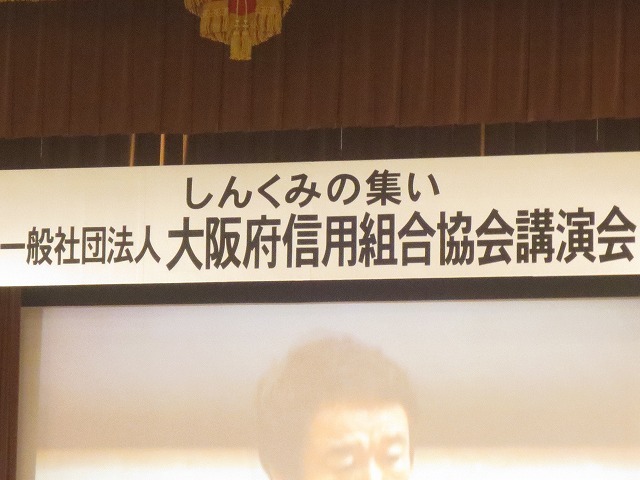 しんくみの集い
一般社団法人 大阪府信用組合協会講演会